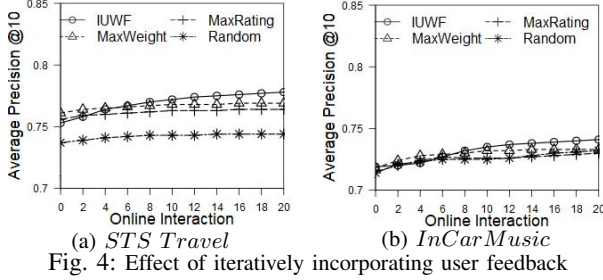 IUWF MaxRating
MaxWeight Random
Average Precision @10
0.85
0.8
0.75
0.7
0 2 4 6 8 10 12 14 16 18 20
Online Interaction
(a) STS Travel
IUWF MaxRating
MaxWeight Random
Average Precision @10
0.85
0.8
0.75
0.7
0 2 4 6 8 10 12 14 16 18 20
Online Interaction
(b) InCarMusic
Fig. 4: Effect of iteratively incorporating user feedback